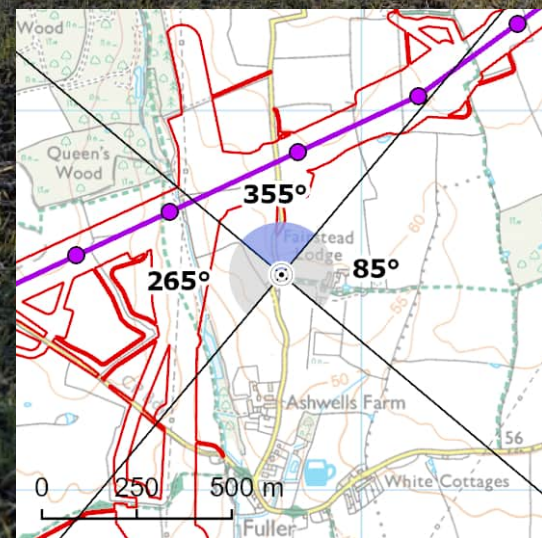 Wood
Queen's
Wood
355°
Fairstead
Lodge
265°
85°
60
55
50
Ashwells Farm
56
White Cottages
0 250 500 m
Fuller